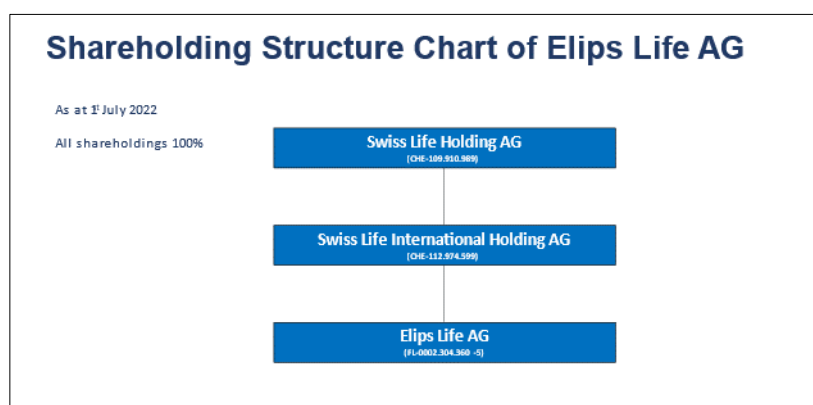 Shareholding Structure Chart of Elips Life AG
As at 1st July 2022
All shareholdings 100%
Swiss Life Holding AG
(CHE-109.910.989)
Swiss Life International Holding AG
(CHE-112.974.599)
Elips Life AG
(FL-0002.304.360 -5)